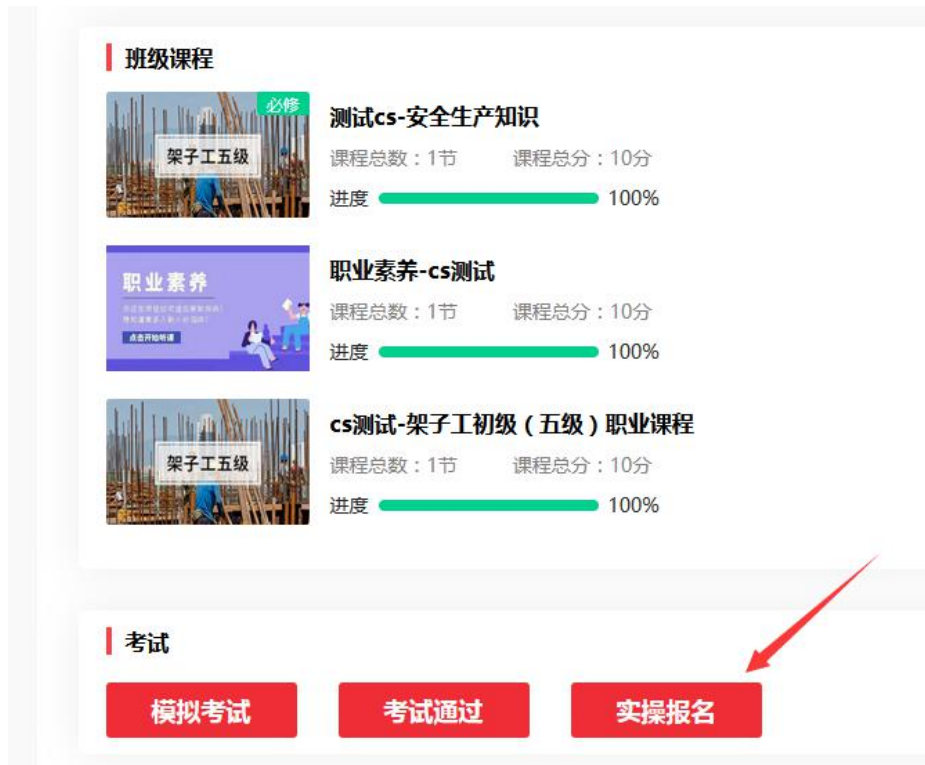 班级课程
必修
架子工五级
测试cs-安全生产知识
课程总数：1节 课程总分：10分
进度 100%
职业素养
点击开始听课
职业素养-cs测试
课程总数：1节 课程总分：10分
进度 100%
架子工五级
cs测试-架子工初级（五级）职业课程
课程总数：1节 课程总分：10分
进度 100%
考试
模拟考试 考试通过 实操报名